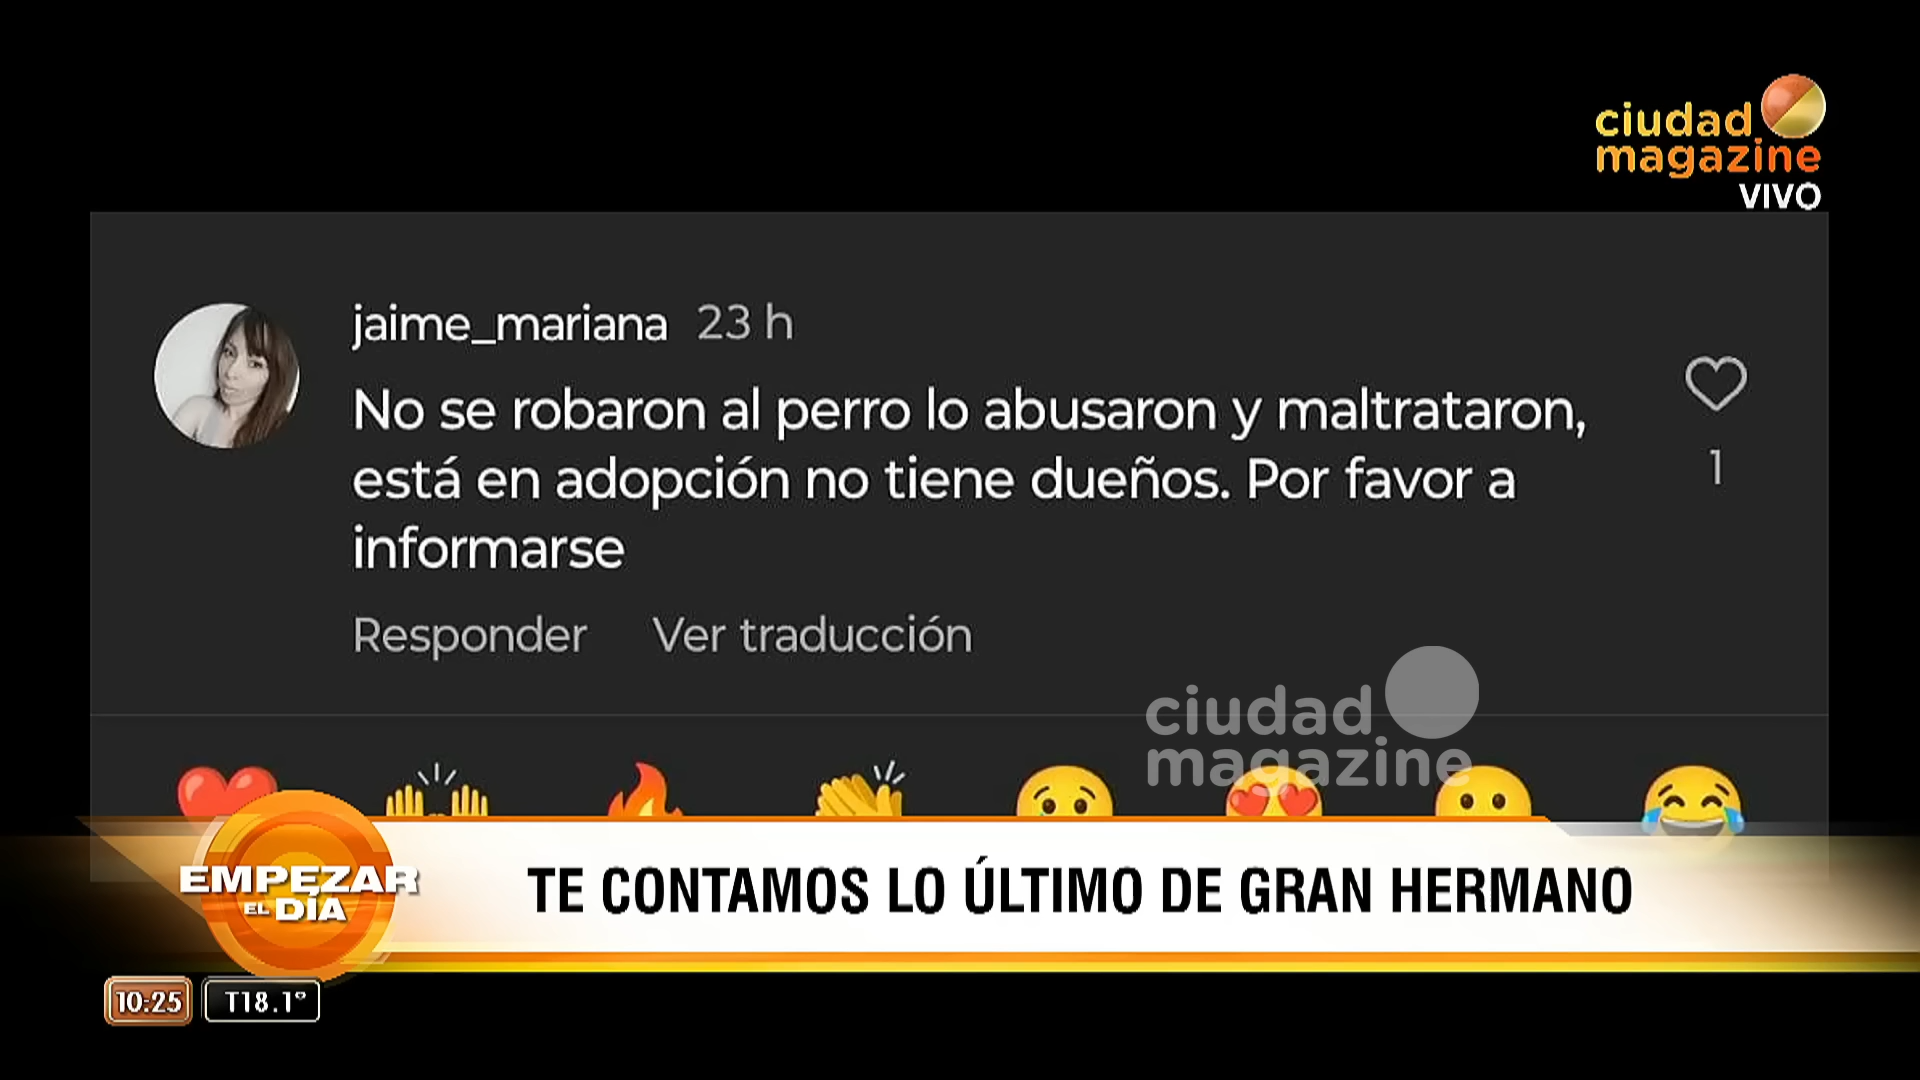 ciudad
magazine
VIVO
jaime_mariana 23 h
No se robaron al perro lo abusaron y maltrataron,
está en adopción no tiene dueños. Por favor a
informarse
1
Responder Ver traducción
ciudad
magazine
EMPEZAR
EL DÍA
TE CONTAMOS LO ÚLTIMO DE GRAN HERMANO
10:25 T18.1°